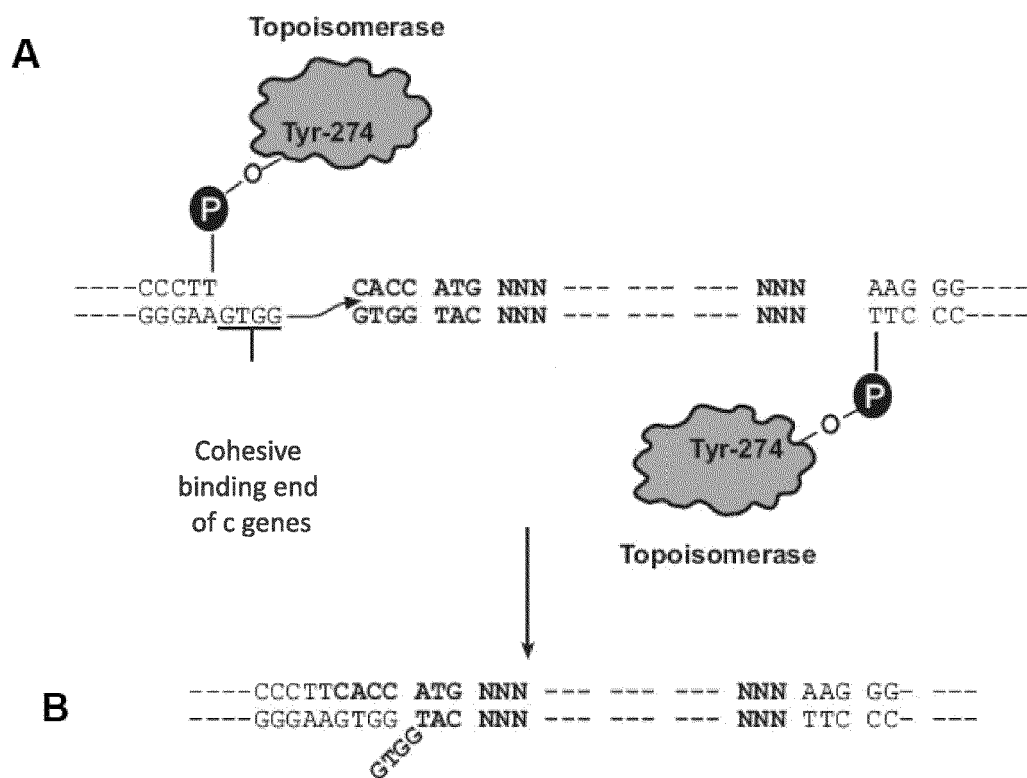 A
Topoisomerase
Tyr-274
O
P
----CCCTT CACC ATG NNN --- --- --- NNN AAG GG----
----GGGAAGTGG GTGG TAC NNN --- --- --- NNN TTC CC----
P
O
Tyr-274
Cohesive
binding end
of c genes
Topoisomerase
B
----CCCTTCACC ATG NNN --- --- --- NNN AAG GG- ---
----GGGAAGTGG TAC NNN --- --- --- NNN TTC CC- ---
GTGG